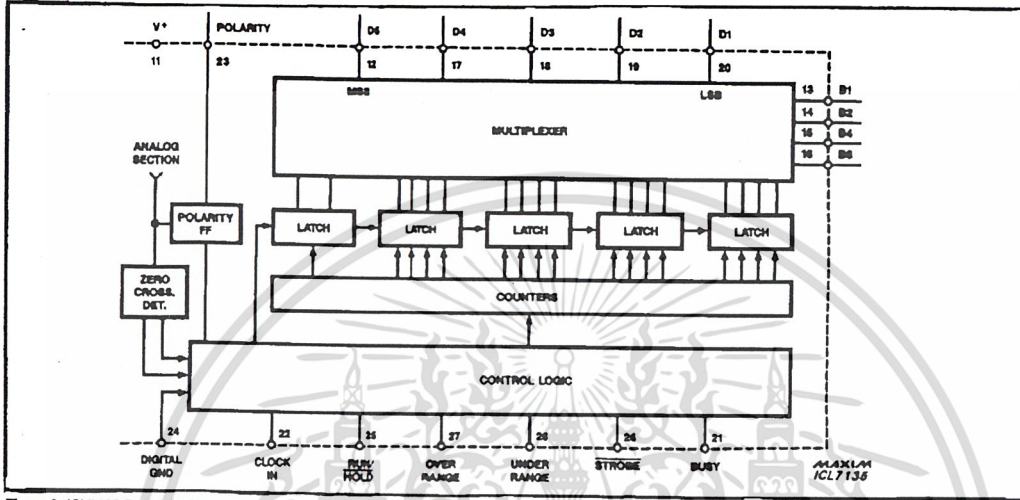 V+ POLARITY D5 D4 D3 D2 D1
11 23 12 17 18 19 20
MSB LSB
13 B1
14 B2
15 B4
16 B8
MULTIPLEXER
ANALOG
SECTION
POLARITY
FF
LATCH LATCH LATCH LATCH LATCH
ZERO
CROSS.
DET.
COUNTERS
CONTROL LOGIC
24 22 25 27 28 26 21
DIGITAL
GND
CLOCK
IN
RUN/
HOLD
OVER
RANGE
UNDER
RANGE
STROBE
BUSY
MAXIM
ICL7135